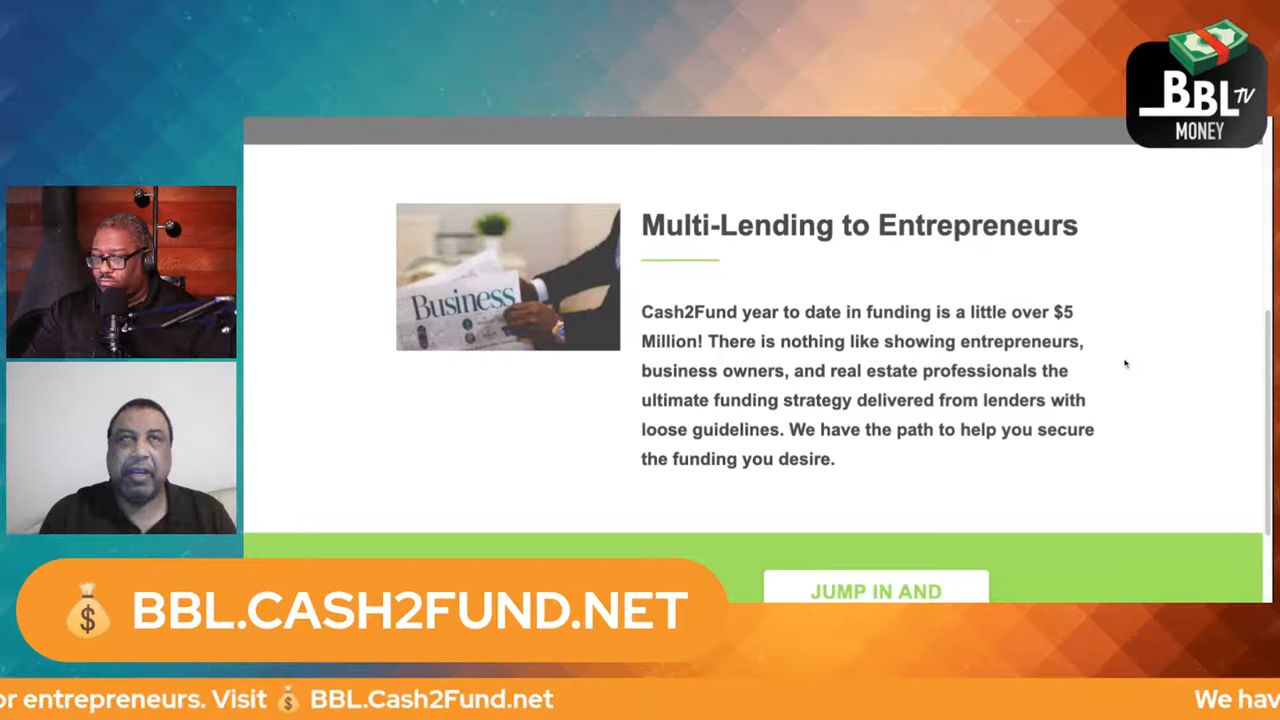 BBL TV
MONEY
Multi-Lending to Entrepreneurs
Business
Cash2Fund year to date in funding is a little over $5
Million! There is nothing like showing entrepreneurs,
business owners, and real estate professionals the
ultimate funding strategy delivered from lenders with
loose guidelines. We have the path to help you secure
the funding you desire.
JUMP IN AND
$ BBL.CASH2FUND.NET
or entrepreneurs. Visit $ BBL.Cash2Fund.net
We hav